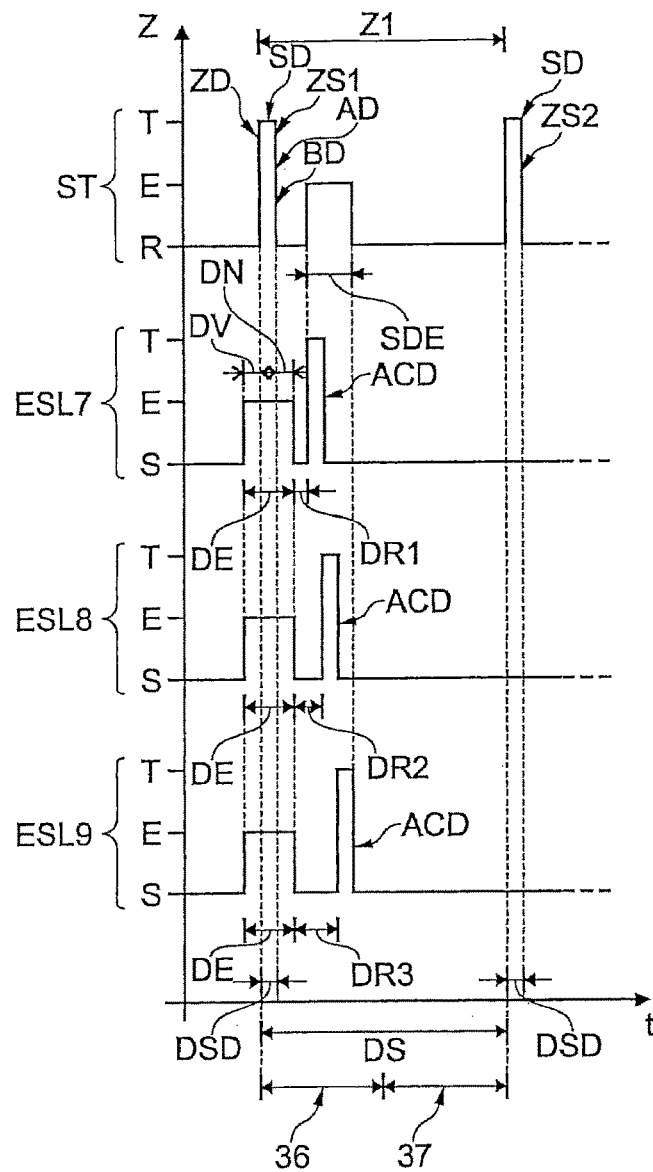 Z Z1
SD SD
ZD ZS1
AD ZS2
T
BD
ST E
R
DN
DV SDE
T
ACD
ESL7 E
S
DE DR1
T
ESL8 E ACD
S
DE DR2
T
ESL9 E ACD
S
DE DR3
t
DSD DS DSD
36 37